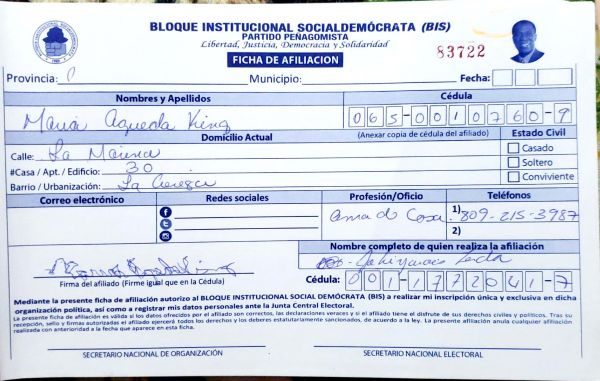 BLOQUE INSTITUCIONAL SOCIALDEMÓCRATA (BIS)
PARTIDO PEÑAGOMISTA
Libertad, Justicia, Democracia y Solidaridad
FICHA DE AFILIACION
83722
Provincia: Municipio: Fecha:
Nombres y Apellidos Cédula
Maria King 065-0010760-9
Domicilio Actual (Anexar copia de cédula del afiliado) Estado Civil
Calle: La Marina Casado
#Casa / Apt. / Edificio: 30 Soltero
Barrio / Urbanización: La Conviviente
Correo electrónico Redes sociales Profesión/Oficio Teléfonos
ama de Casa 1) 809-215-3987
2)
Nombre completo de quien realiza la afiliación
Firma del afiliado (Firme igual que en la Cédula) Cédula: 001-1772041-7
Mediante la presente ficha de afiliación autorizo al BLOQUE INSTITUCIONAL SOCIAL DEMÓCRATA (BIS) a realizar mi inscripción única y exclusiva en dicha
organización política, así como a registrar mis datos personales ante la Junta Central Electoral.
La presente ficha de afiliación es válida si los datos ofrecidos por el afiliado son correctos, las declaraciones veraces y si el afiliado tiene el disfrute de sus derechos civiles y políticos. Tras su
recepción, sello y firmas autorizadas el afiliado ejercerá todos los derechos y los deberes estatutariamente sancionados, de acuerdo a la ley. La presente afiliación anula cualquier afiliación
realizada con anterioridad a la fecha que aparece en esta ficha.
SECRETARIO NACIONAL DE ORGANIZACIÓN SECRETARIO NACIONAL ELECTORAL